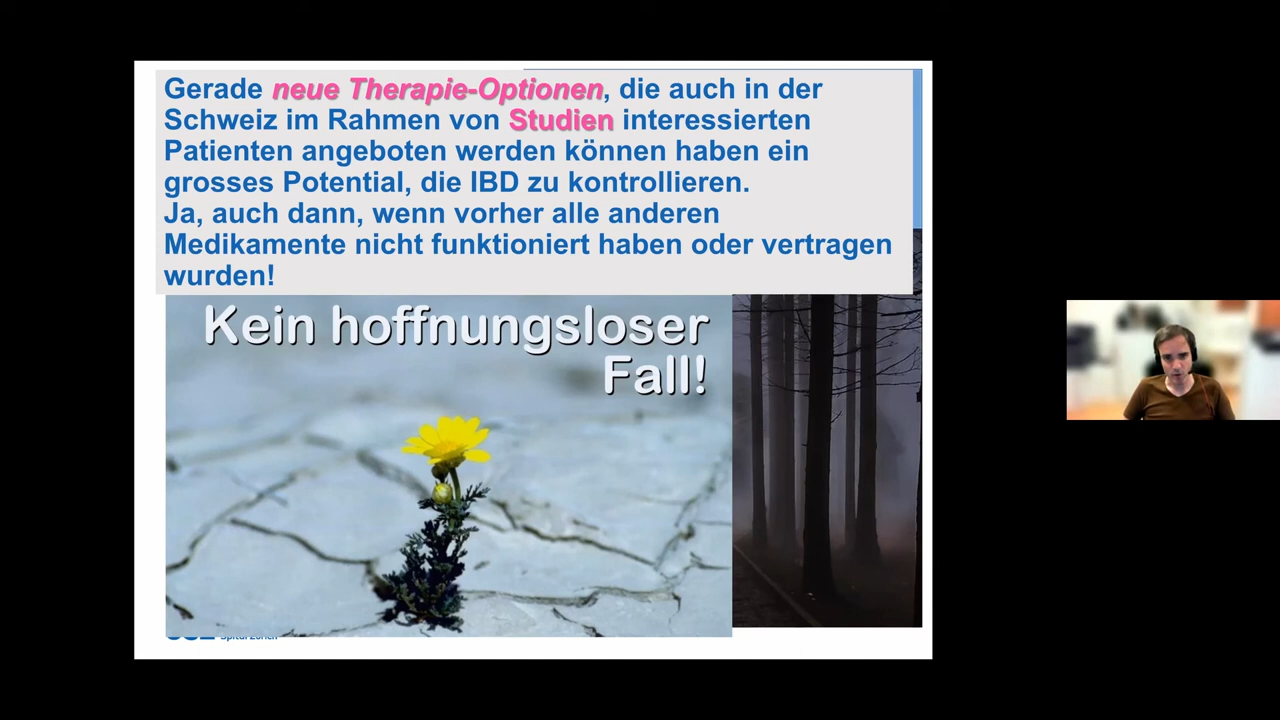 Gerade neue Therapie-Optionen, die auch in der
Schweiz im Rahmen von Studien interessierten
Patienten angeboten werden können haben ein
grosses Potential, die IBD zu kontrollieren.
Ja, auch dann, wenn vorher alle anderen
Medikamente nicht funktioniert haben oder vertragen
wurden!
Kein hoffnungsloser
Fall!